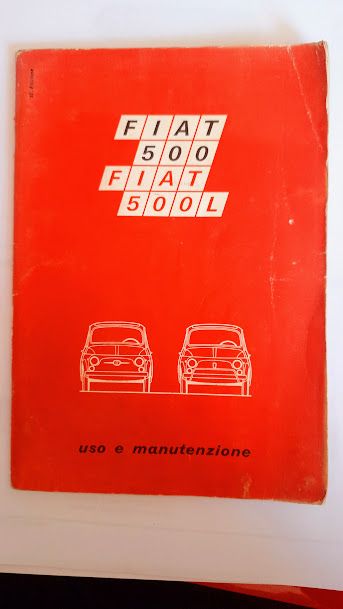 FIAT
500
FIAT
500L
uso e manutenzione